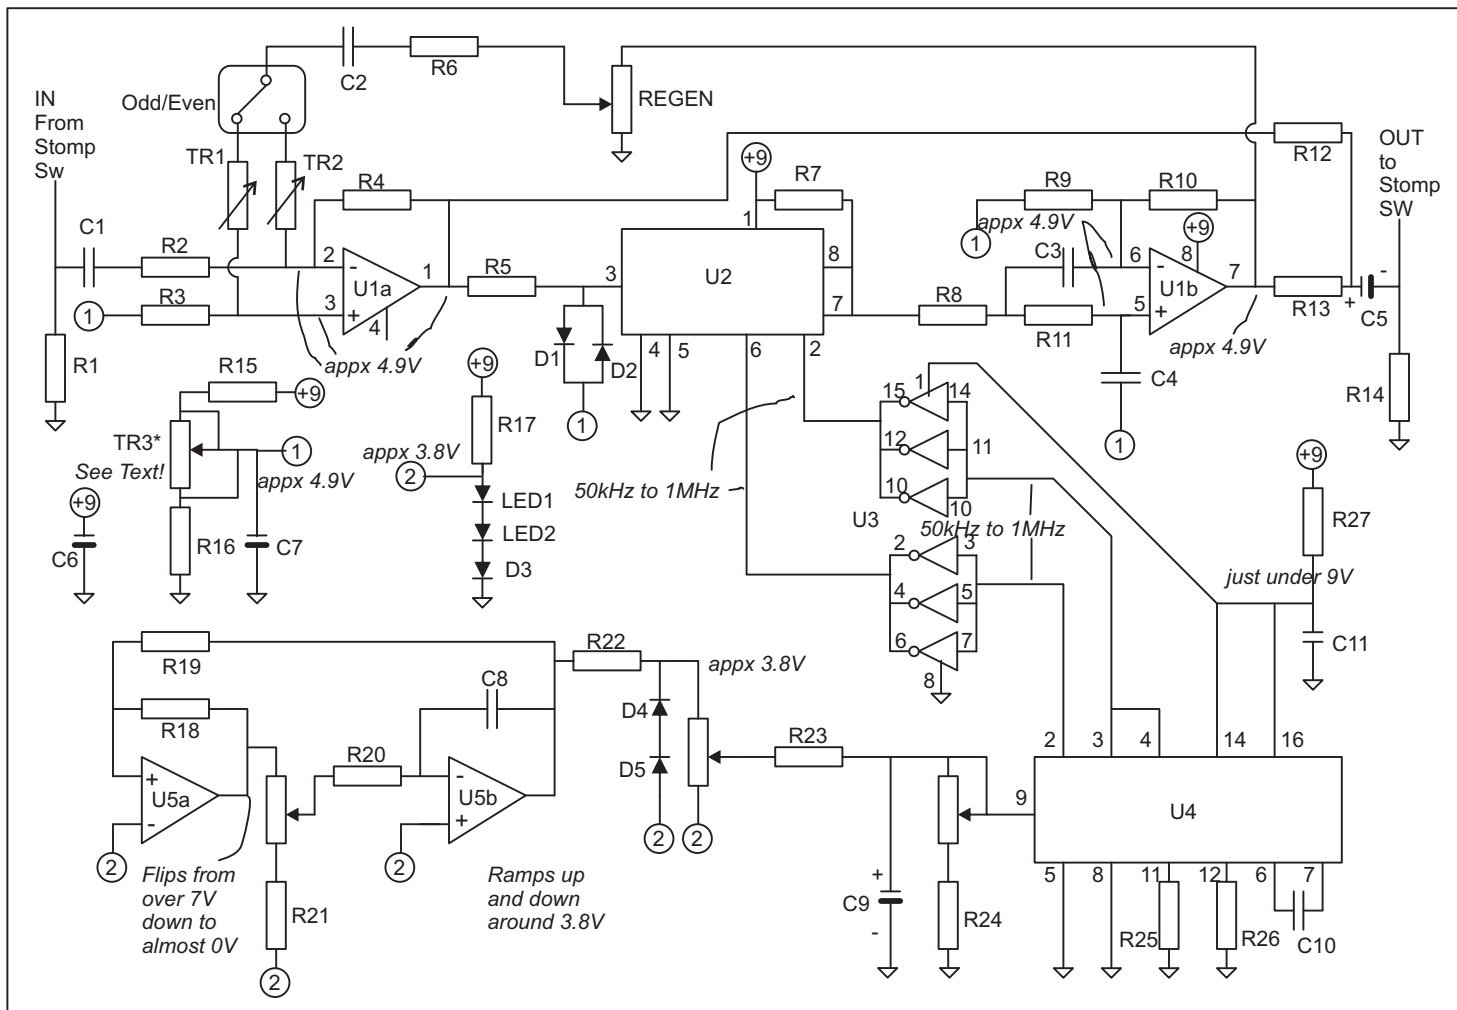 IN
From
Stomp
Sw
Odd/Even
C2
R6
REGEN
OUT
to
Stomp
SW
TR1
TR2
R4
+9
R7
R9
R10
R12
appx 4.9V
1
+9
C1
R2
2
-
U1a
1
R5
3
1
U2
8
7
C3
6
-
8
U1b
7
R13
+
-
C5
1
R3
3
+
4
appx 4.9V
R8
R11
5
+
appx 4.9V
R1
D1
D2
1
4
5
6
2
C4
1
R14
R15
+9
TR3*
See Text!
1
appx 4.9V
+9
R17
appx 3.8V
2
LED1
LED2
D3
+9
C6
R16
C7
50kHz to 1MHz
15
1
14
12
11
10
10
U3
50kHz to 1MHz
2
3
4
5
6
7
8
+9
R27
just under 9V
C11
R19
R18
+
U5a
-
2
Flips from
over 7V
down to
almost 0V
R20
R21
2
C8
-
U5b
+
2
Ramps up
and down
around 3.8V
R22
appx 3.8V
D4
D5
2
2
R23
+
C9
-
R24
2
3
4
14
16
9
U4
5
8
11
12
6
7
R25
R26
C10